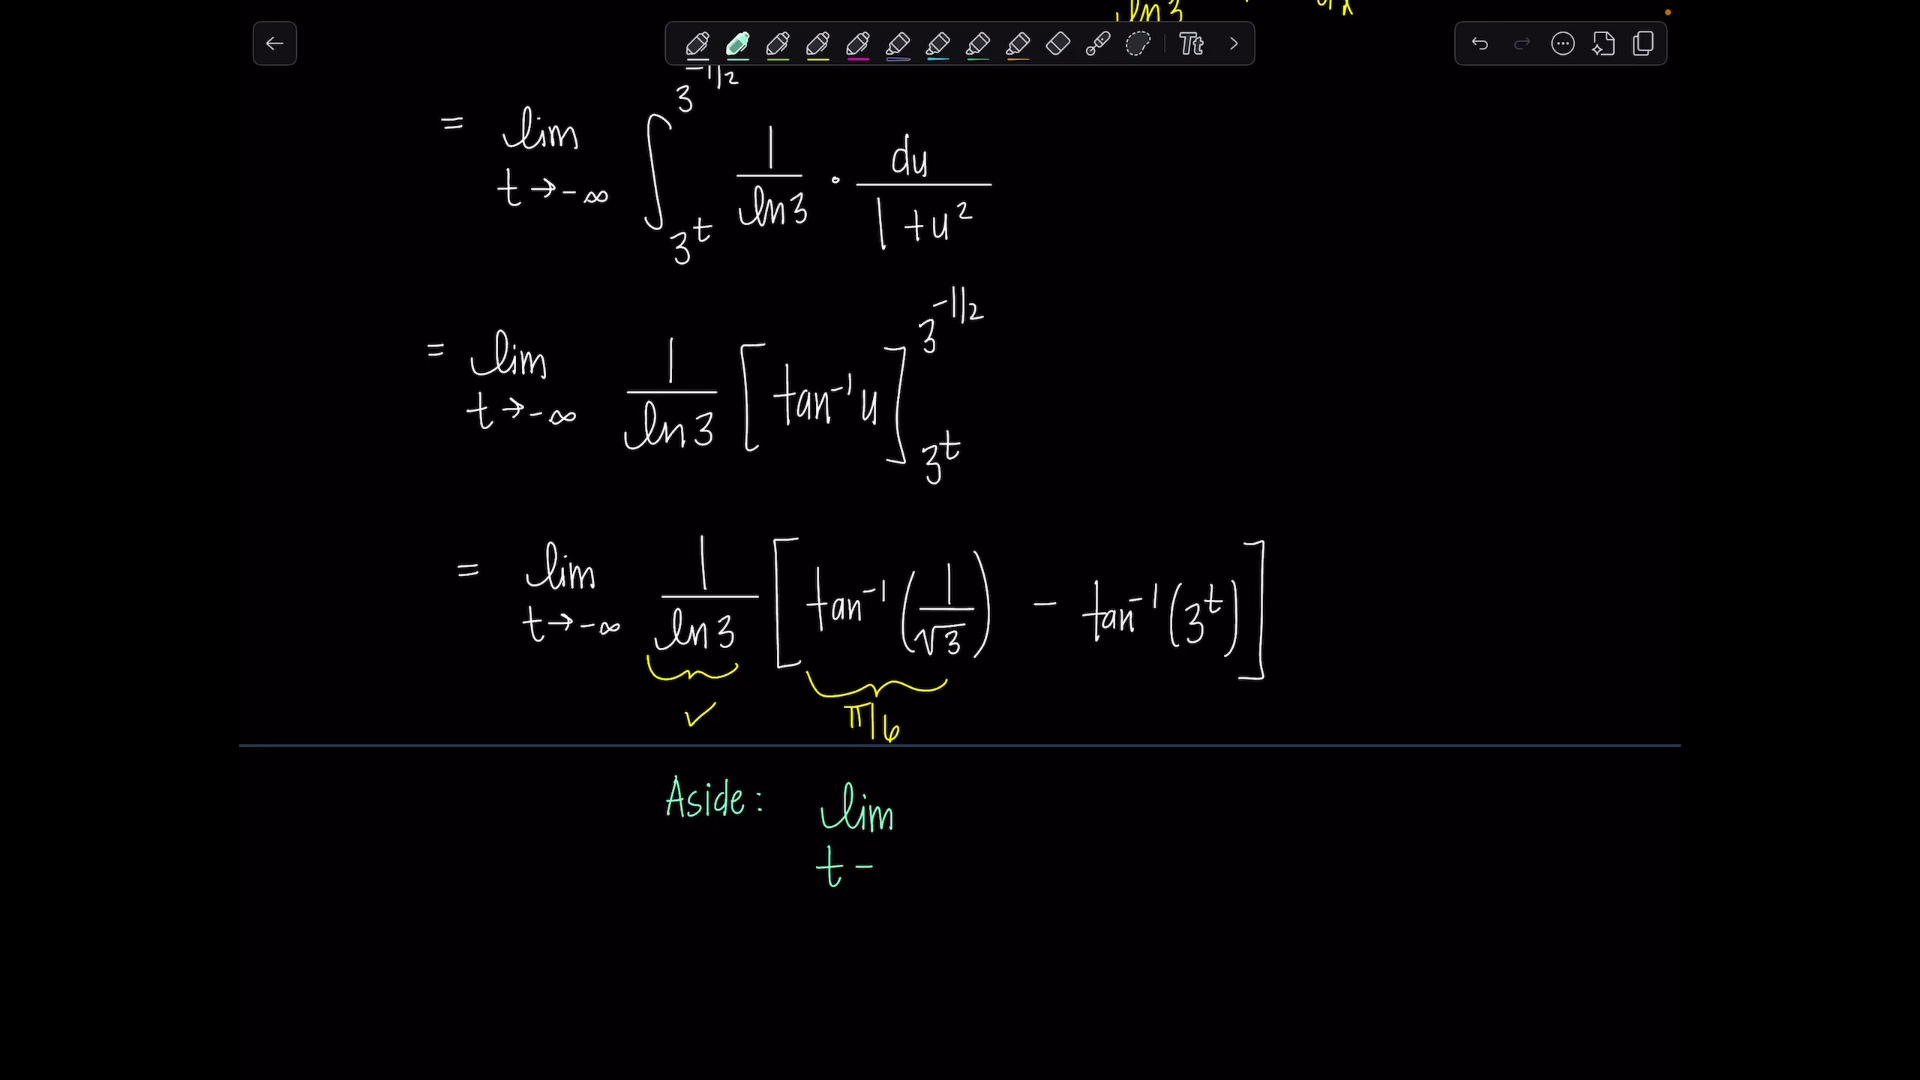 ln3
= lim t→-∞ ∫_{3^t}^{3^{-1/2}} 1/ln3 · du/(1+u²)
= lim t→-∞ 1/ln3 [tan⁻¹u]_{3^t}^{3^{-1/2}}
= lim t→-∞ 1/ln3 [tan⁻¹(1/√3) - tan⁻¹(3^t)]
✓ π/6
Aside: lim
t -
Tt